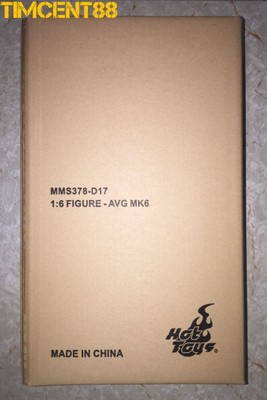 TIMCENT88
MMS378-D17
1:6 FIGURE - AVG MK6
Hot
Toys
MADE IN CHINA